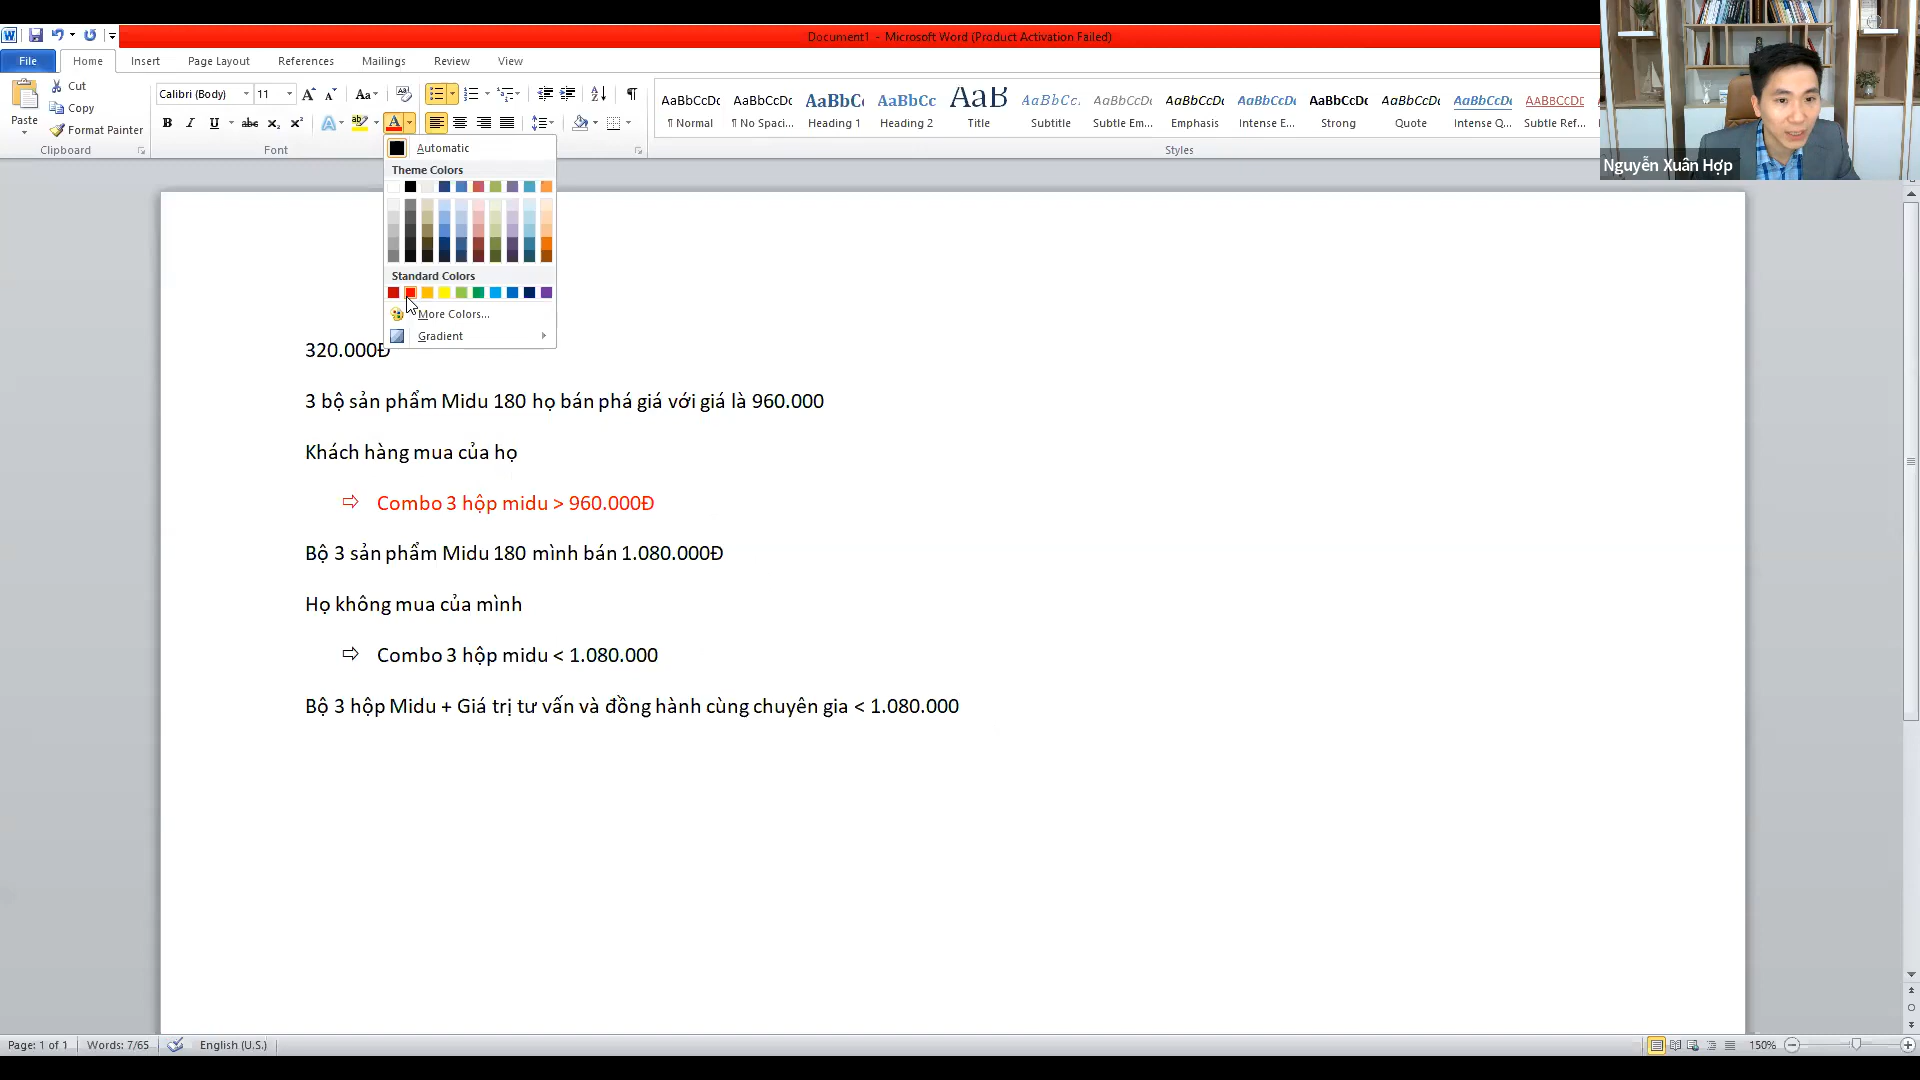 Document1 - Microsoft Word (Product Activation Failed)
File Home Insert Page Layout References Mailings Review View
Paste Cut Copy Format Painter Clipboard
Calibri (Body) 11 Aa
B I U abc x₂ x² A ab A
Font
AaBbCcDc AaBbCcDc AaBbCc AaBbCc AaB AaBbCc. AaBbCcDc AaBbCcDc AaBbCcDc AaBbCcDc AaBbCcDc AaBbCcDc AABBCCDC
¶ Normal ¶ No Spaci... Heading 1 Heading 2 Title Subtitle Subtle Em... Emphasis Intense E... Strong Quote Intense Q... Subtle Ref...
Styles
Nguyễn Xuân Hợp
Automatic
Theme Colors
Standard Colors
More Colors...
Gradient
320.000Đ
3 bộ sản phẩm Midu 180 họ bán phá giá với giá là 960.000
Khách hàng mua của họ
⇨ Combo 3 hộp midu > 960.000Đ
Bộ 3 sản phẩm Midu 180 mình bán 1.080.000Đ
Họ không mua của mình
⇨ Combo 3 hộp midu < 1.080.000
Bộ 3 hộp Midu + Giá trị tư vấn và đồng hành cùng chuyên gia < 1.080.000
Page: 1 of 1 Words: 7/65 English (U.S.) 150%